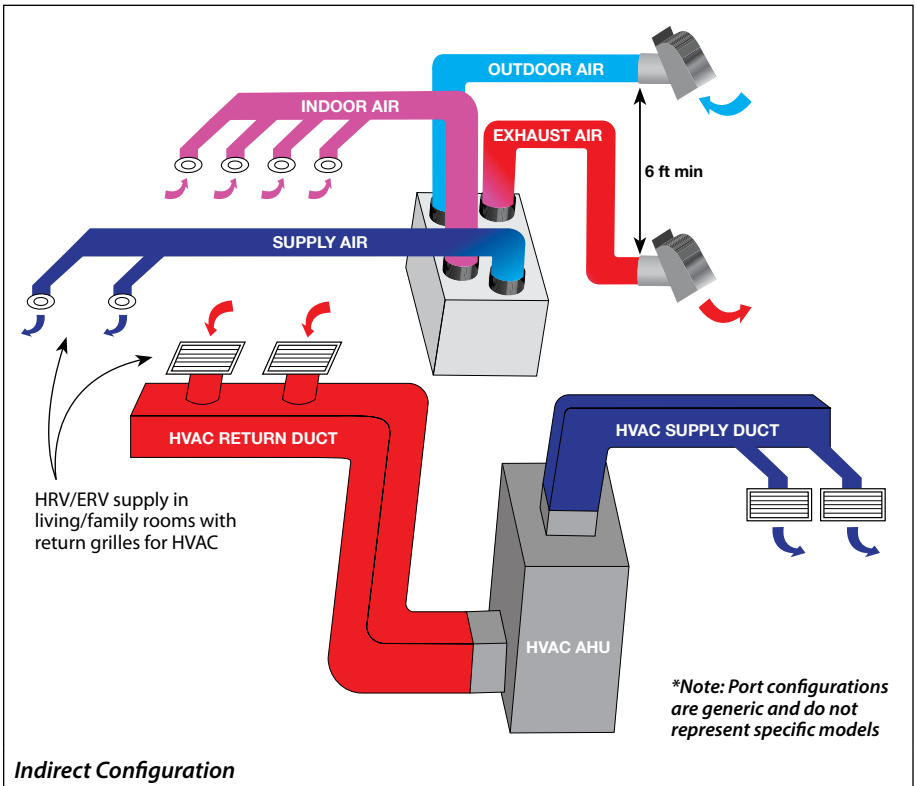 OUTDOOR AIR
INDOOR AIR
EXHAUST AIR
6 ft min
SUPPLY AIR
HVAC RETURN DUCT
HVAC SUPPLY DUCT
HRV/ERV supply in
living/family rooms with
return grilles for HVAC
HVAC AHU
*Note: Port configurations
are generic and do not
represent specific models
Indirect Configuration